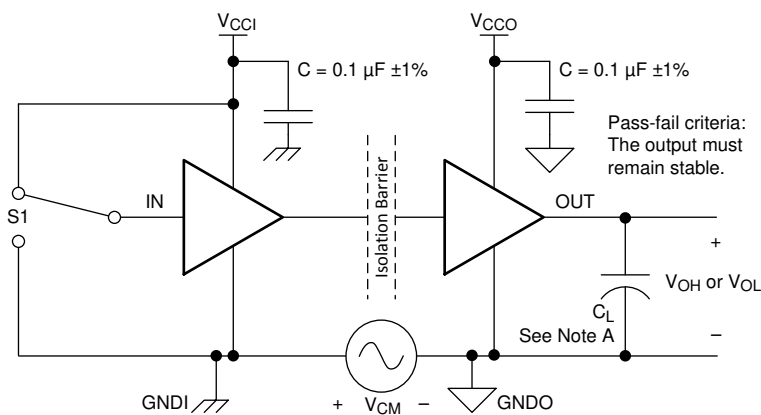 VCCI
VCCO
C = 0.1 µF ±1%
C = 0.1 µF ±1%
Pass-fail criteria:
The output must
remain stable.
S1
IN
Isolation Barrier
OUT
+
VOH or VOL
CL
See Note A
–
GNDI
+ VCM –
GNDO